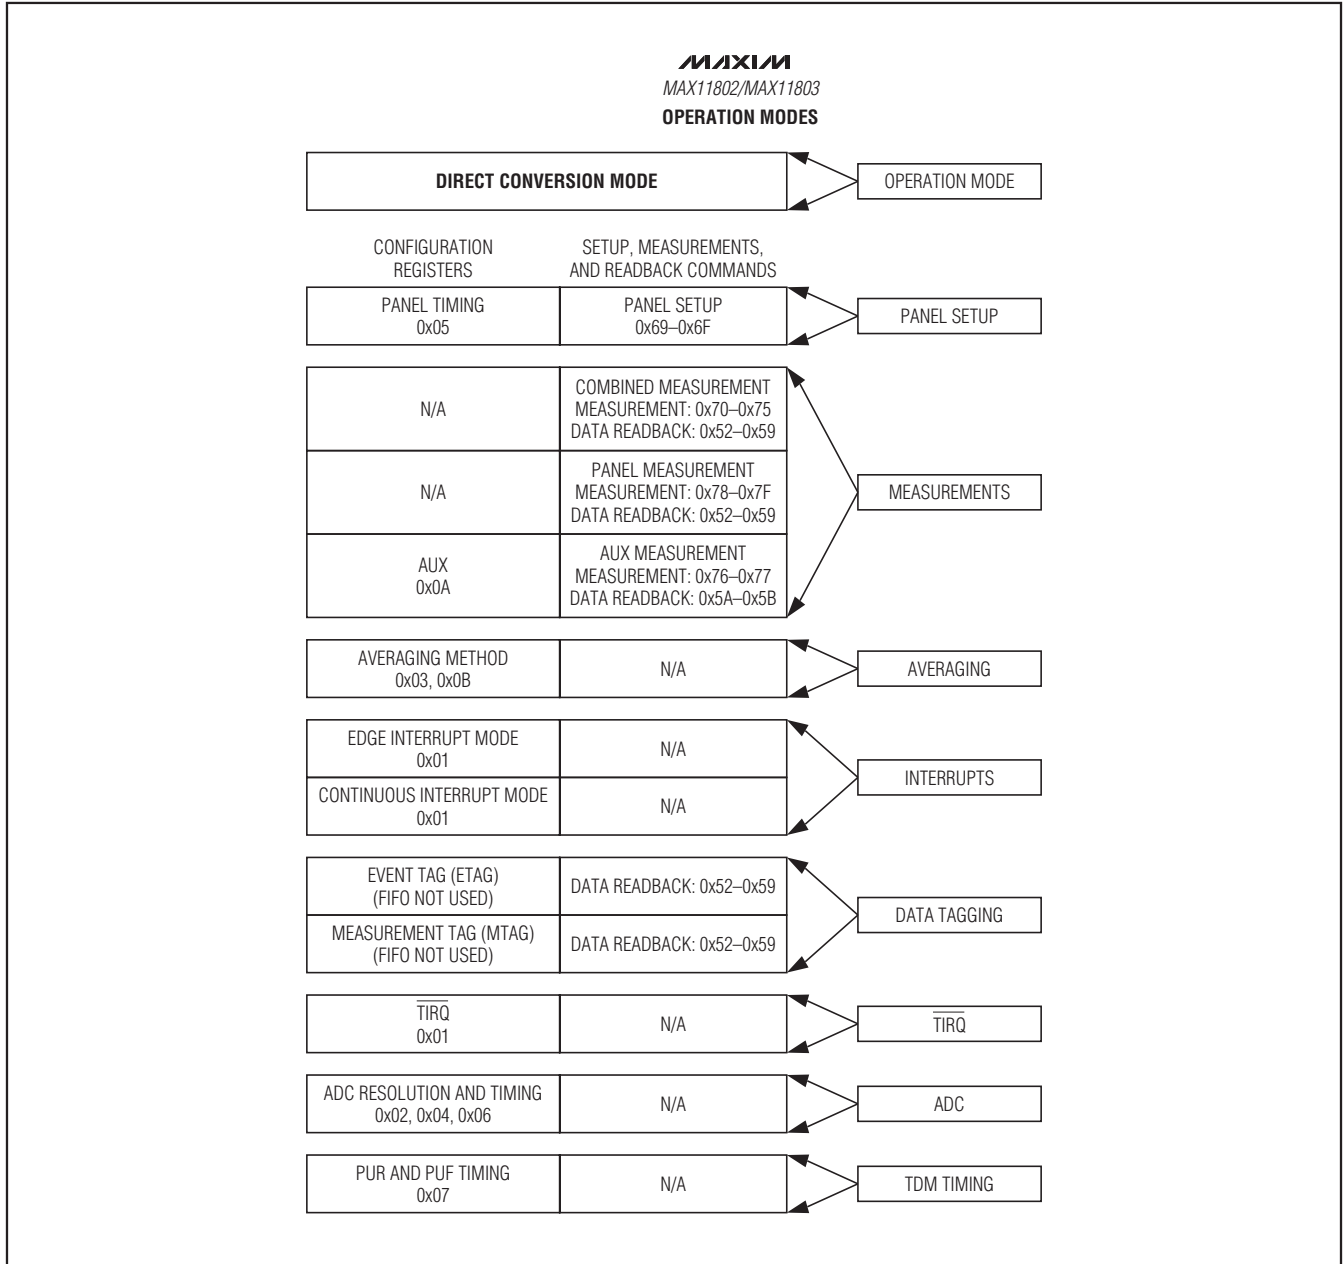 MAXIM
MAX11802/MAX11803
OPERATION MODES
DIRECT CONVERSION MODE
OPERATION MODE
CONFIGURATION
REGISTERS
SETUP, MEASUREMENTS,
AND READBACK COMMANDS
PANEL TIMING
0x05
PANEL SETUP
0x69–0x6F
PANEL SETUP
N/A
COMBINED MEASUREMENT
MEASUREMENT: 0x70–0x75
DATA READBACK: 0x52–0x59
N/A
PANEL MEASUREMENT
MEASUREMENT: 0x78–0x7F
DATA READBACK: 0x52–0x59
AUX
0x0A
AUX MEASUREMENT
MEASUREMENT: 0x76–0x77
DATA READBACK: 0x5A–0x5B
MEASUREMENTS
AVERAGING METHOD
0x03, 0x0B
N/A
AVERAGING
EDGE INTERRUPT MODE
0x01
N/A
CONTINUOUS INTERRUPT MODE
0x01
N/A
INTERRUPTS
EVENT TAG (ETAG)
(FIFO NOT USED)
DATA READBACK: 0x52–0x59
MEASUREMENT TAG (MTAG)
(FIFO NOT USED)
DATA READBACK: 0x52–0x59
DATA TAGGING
TIRQ
0x01
N/A
TIRQ
ADC RESOLUTION AND TIMING
0x02, 0x04, 0x06
N/A
ADC
PUR AND PUF TIMING
0x07
N/A
TDM TIMING